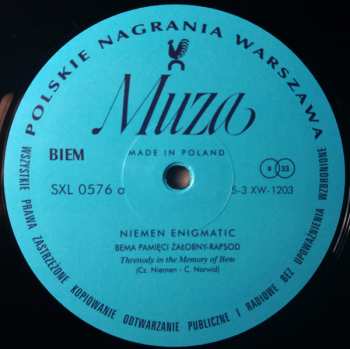 POLSKIE NAGRANIA WARSZAWA
Muza
BIEM
MADE IN POLAND
SXL 0576 a
S-3 XW-1203
S 33
NIEMEN ENIGMATIC
BEMA PAMIĘCI ŻAŁOBNY-RAPSOD
Threnody in the Memory of Bem
(Cz. Niemen - C. Norwid)
WSZYSTKIE PRAWA ZASTRZEŻONE KOPIOWANIE ODTWARZANIE PUBLICZNE I RADIOWE BEZ UPOWAŻNIENIA WZBRONIONE